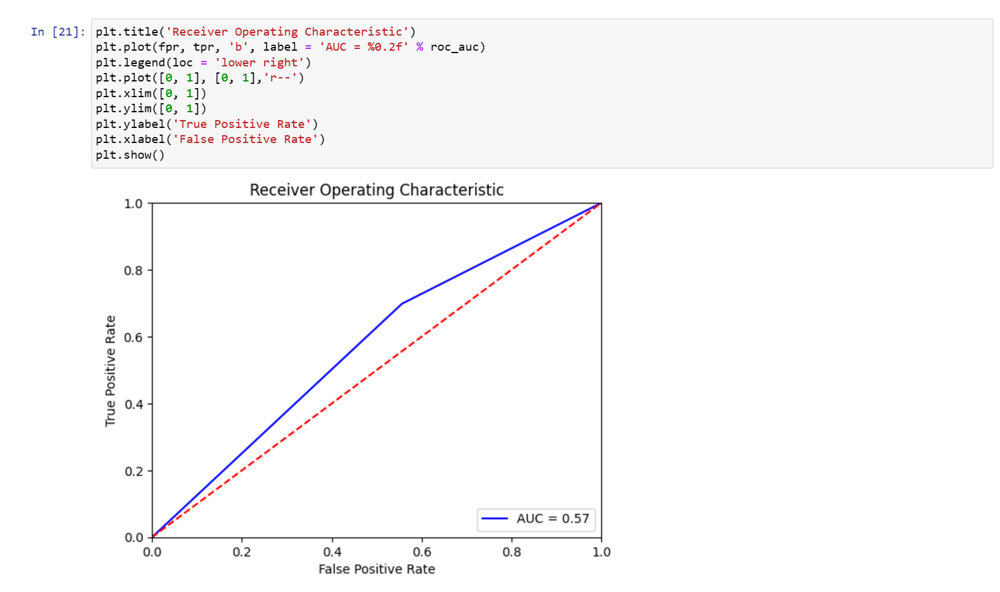 In [21]: plt.title('Receiver Operating Characteristic')
plt.plot(fpr, tpr, 'b', label = 'AUC = %0.2f' % roc_auc)
plt.legend(loc = 'lower right')
plt.plot([0, 1], [0, 1],'r--')
plt.xlim([0, 1])
plt.ylim([0, 1])
plt.ylabel('True Positive Rate')
plt.xlabel('False Positive Rate')
plt.show()
Receiver Operating Characteristic
1.0
0.8
0.6
0.4
0.2
0.0
True Positive Rate
AUC = 0.57
0.0 0.2 0.4 0.6 0.8 1.0
False Positive Rate